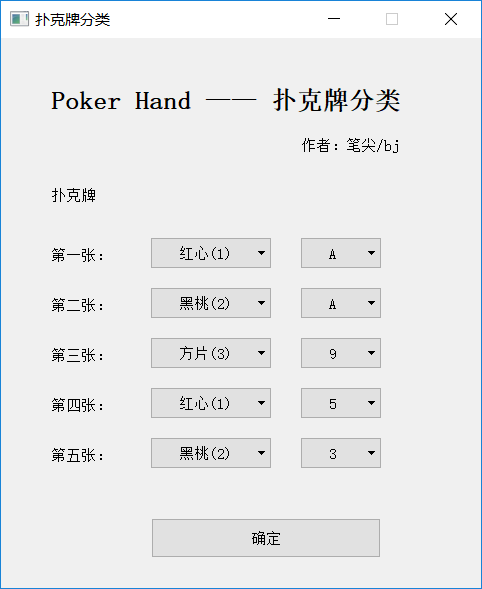 扑克牌分类
Poker Hand —— 扑克牌分类
作者：笔尖/bj
扑克牌
第一张： 红心(1) A
第二张： 黑桃(2) A
第三张： 方片(3) 9
第四张： 红心(1) 5
第五张： 黑桃(2) 3
确定